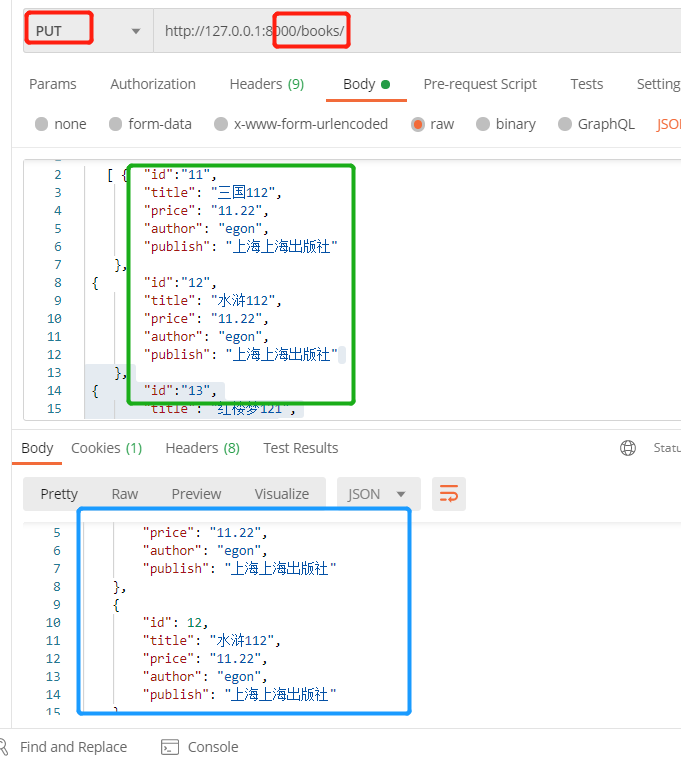 PUT http://127.0.0.1:8000/books/
Params Authorization Headers (9) Body Pre-request Script Tests Setting
none form-data x-www-form-urlencoded raw binary GraphQL JSO
2 [ { "id":"11",
3 "title": "三国112",
4 "price": "11.22",
5 "author": "egon",
6 "publish": "上海上海出版社"
7 },
8 { "id":"12",
9 "title": "水浒112",
10 "price": "11.22",
11 "author": "egon",
12 "publish": "上海上海出版社"
13 },
14 { "id":"13",
15 "title": "红楼梦121",
Body Cookies (1) Headers (8) Test Results Statu
Pretty Raw Preview Visualize JSON
5 "price": "11.22",
6 "author": "egon",
7 "publish": "上海上海出版社"
8 },
9 {
10 "id": 12,
11 "title": "水浒112",
12 "price": "11.22",
13 "author": "egon",
14 "publish": "上海上海出版社"
15 }
Find and Replace Console